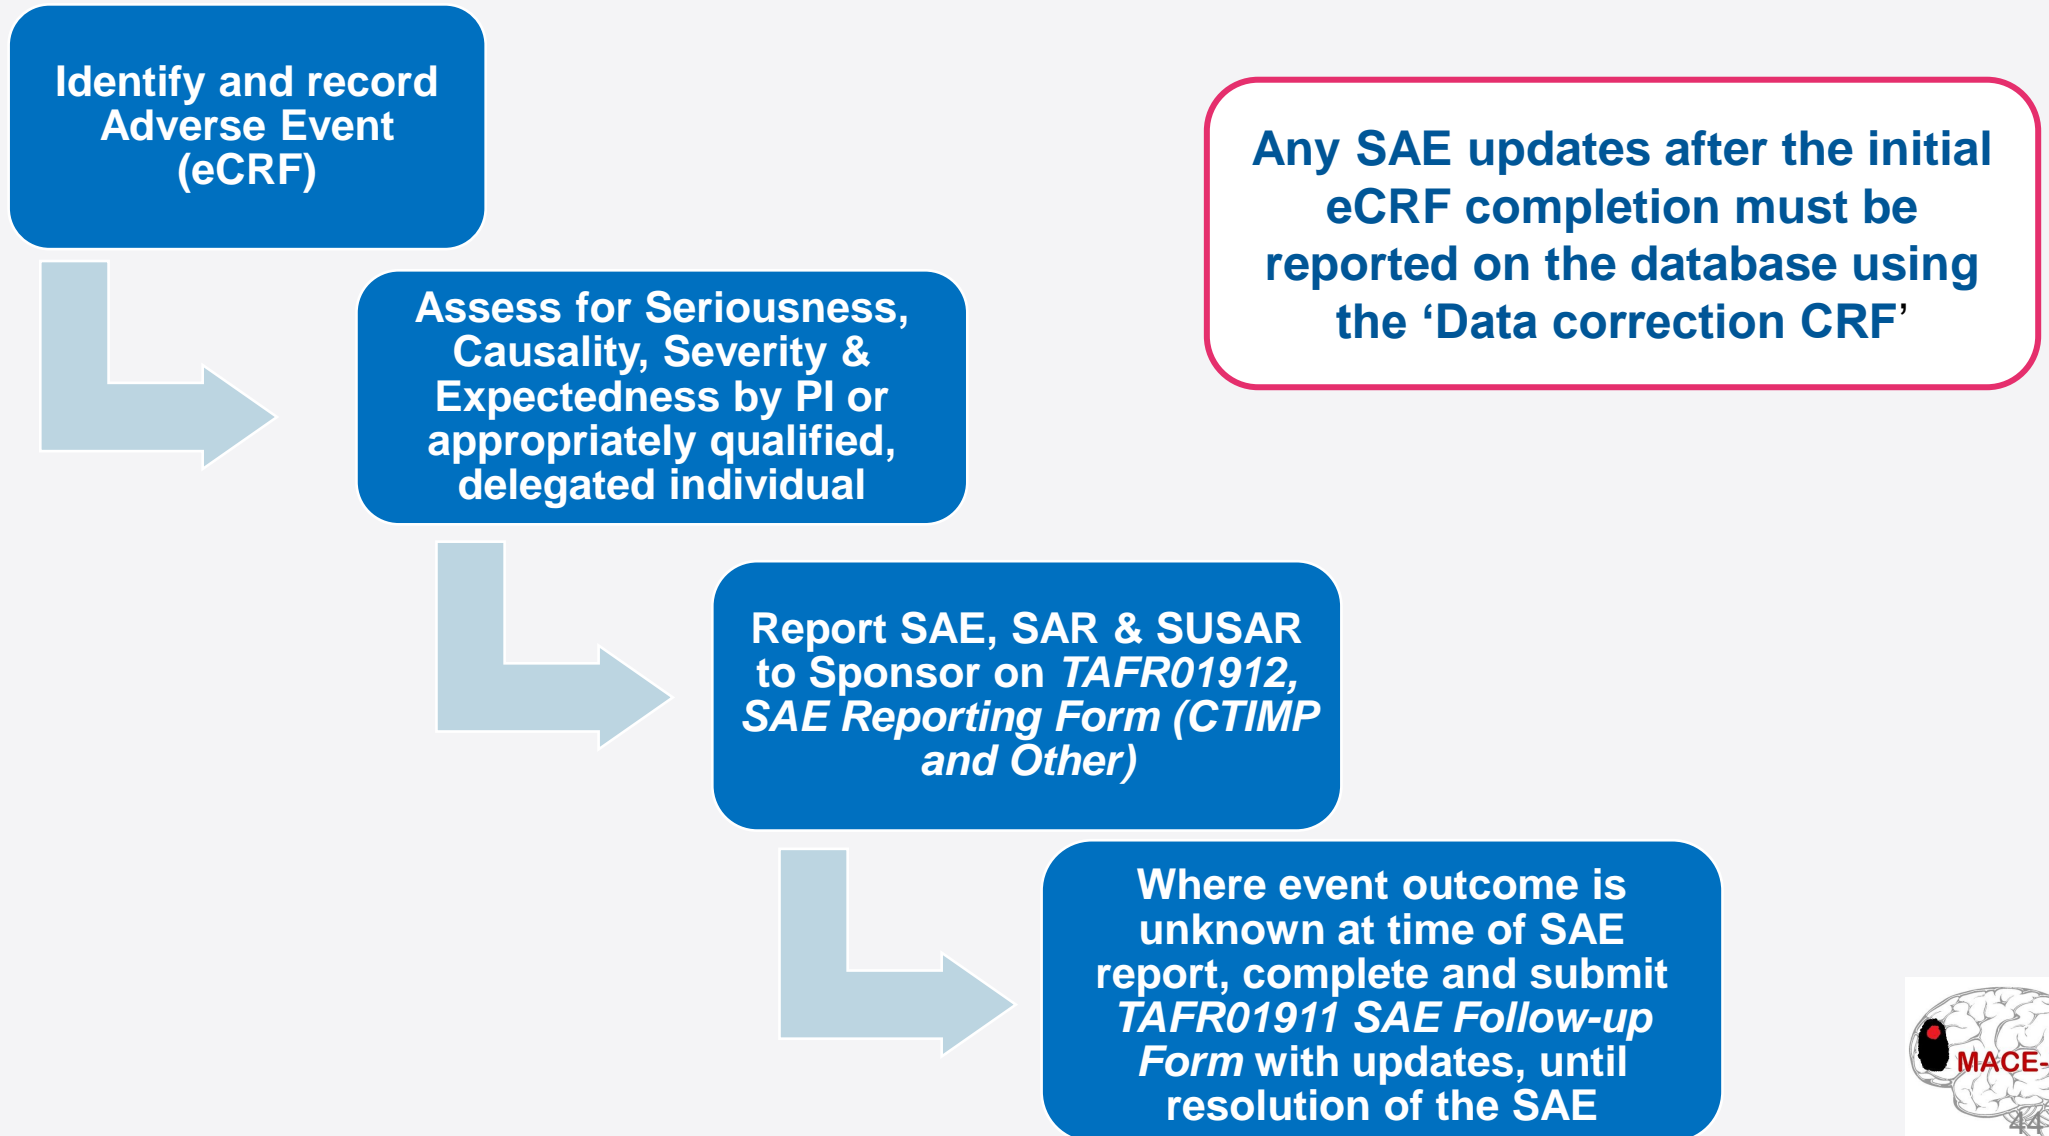 Identify and record
Adverse Event
(eCRF)
Any SAE updates after the initial
eCRF completion must be
reported on the database using
the ‘Data correction CRF’
Assess for Seriousness,
Causality, Severity &
Expectedness by PI or
appropriately qualified,
delegated individual
Report SAE, SAR & SUSAR
to Sponsor on TAFR01912,
SAE Reporting Form (CTIMP
and Other)
Where event outcome is
unknown at time of SAE
report, complete and submit
TAFR01911 SAE Follow-up
Form with updates, until
resolution of the SAE
MACE-
44